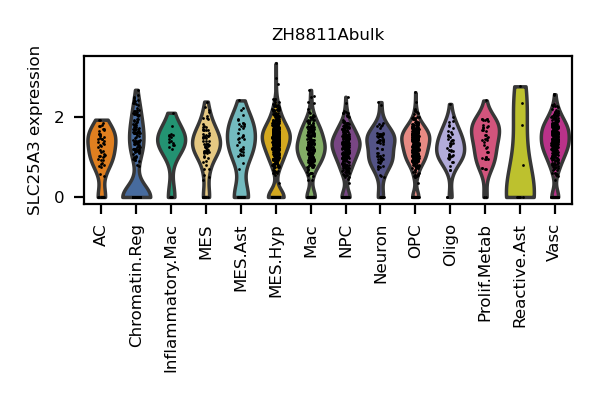 ZH8811Abulk
SLC25A3 expression
2
0
AC
Chromatin.Reg
Inflammatory.Mac
MES
MES.Ast
MES.Hyp
Mac
NPC
Neuron
OPC
Oligo
Prolif.Metab
Reactive.Ast
Vasc